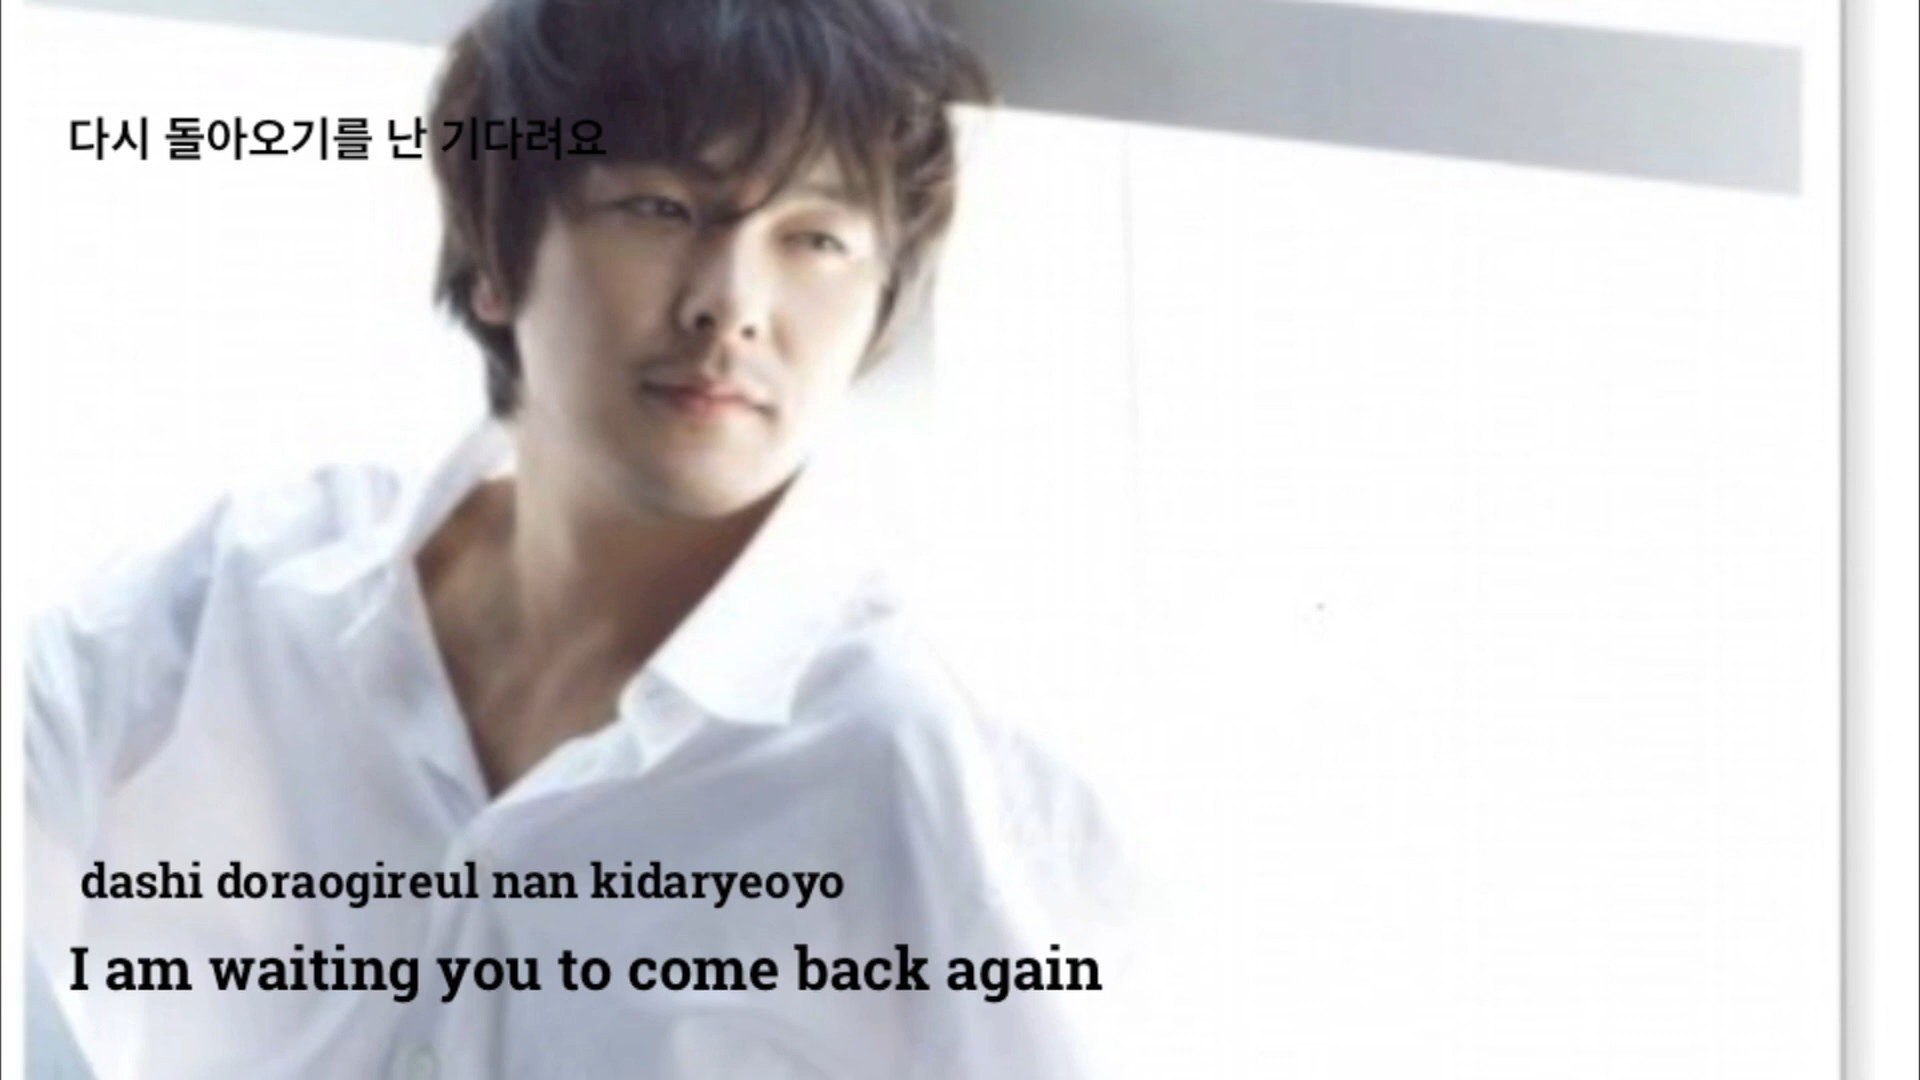 다시 돌아오기를 난 기다려요
dashi doraogireul nan kidaryeoyo
I am waiting you to come back again